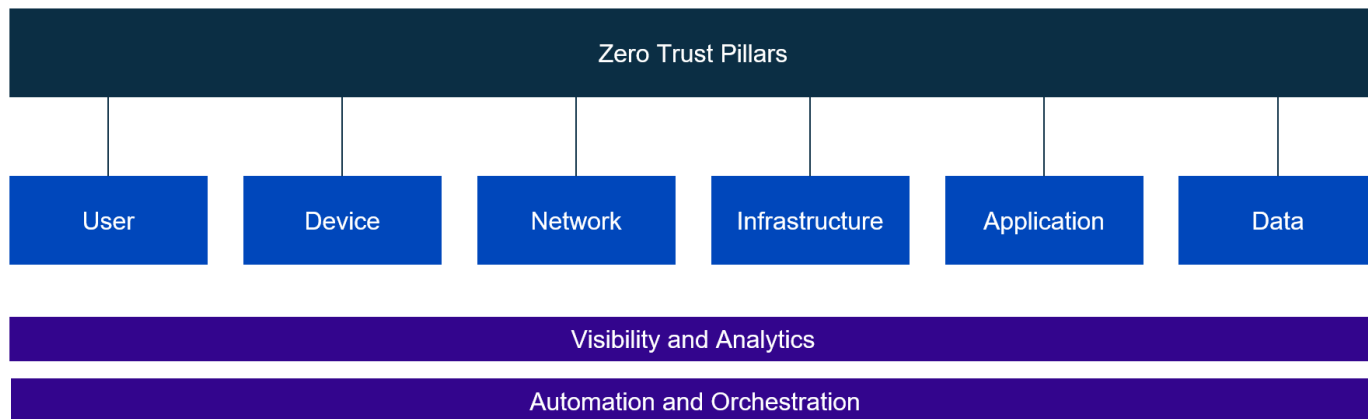 Zero Trust Pillars
User
Device
Network
Infrastructure
Application
Data
Visibility and Analytics
Automation and Orchestration